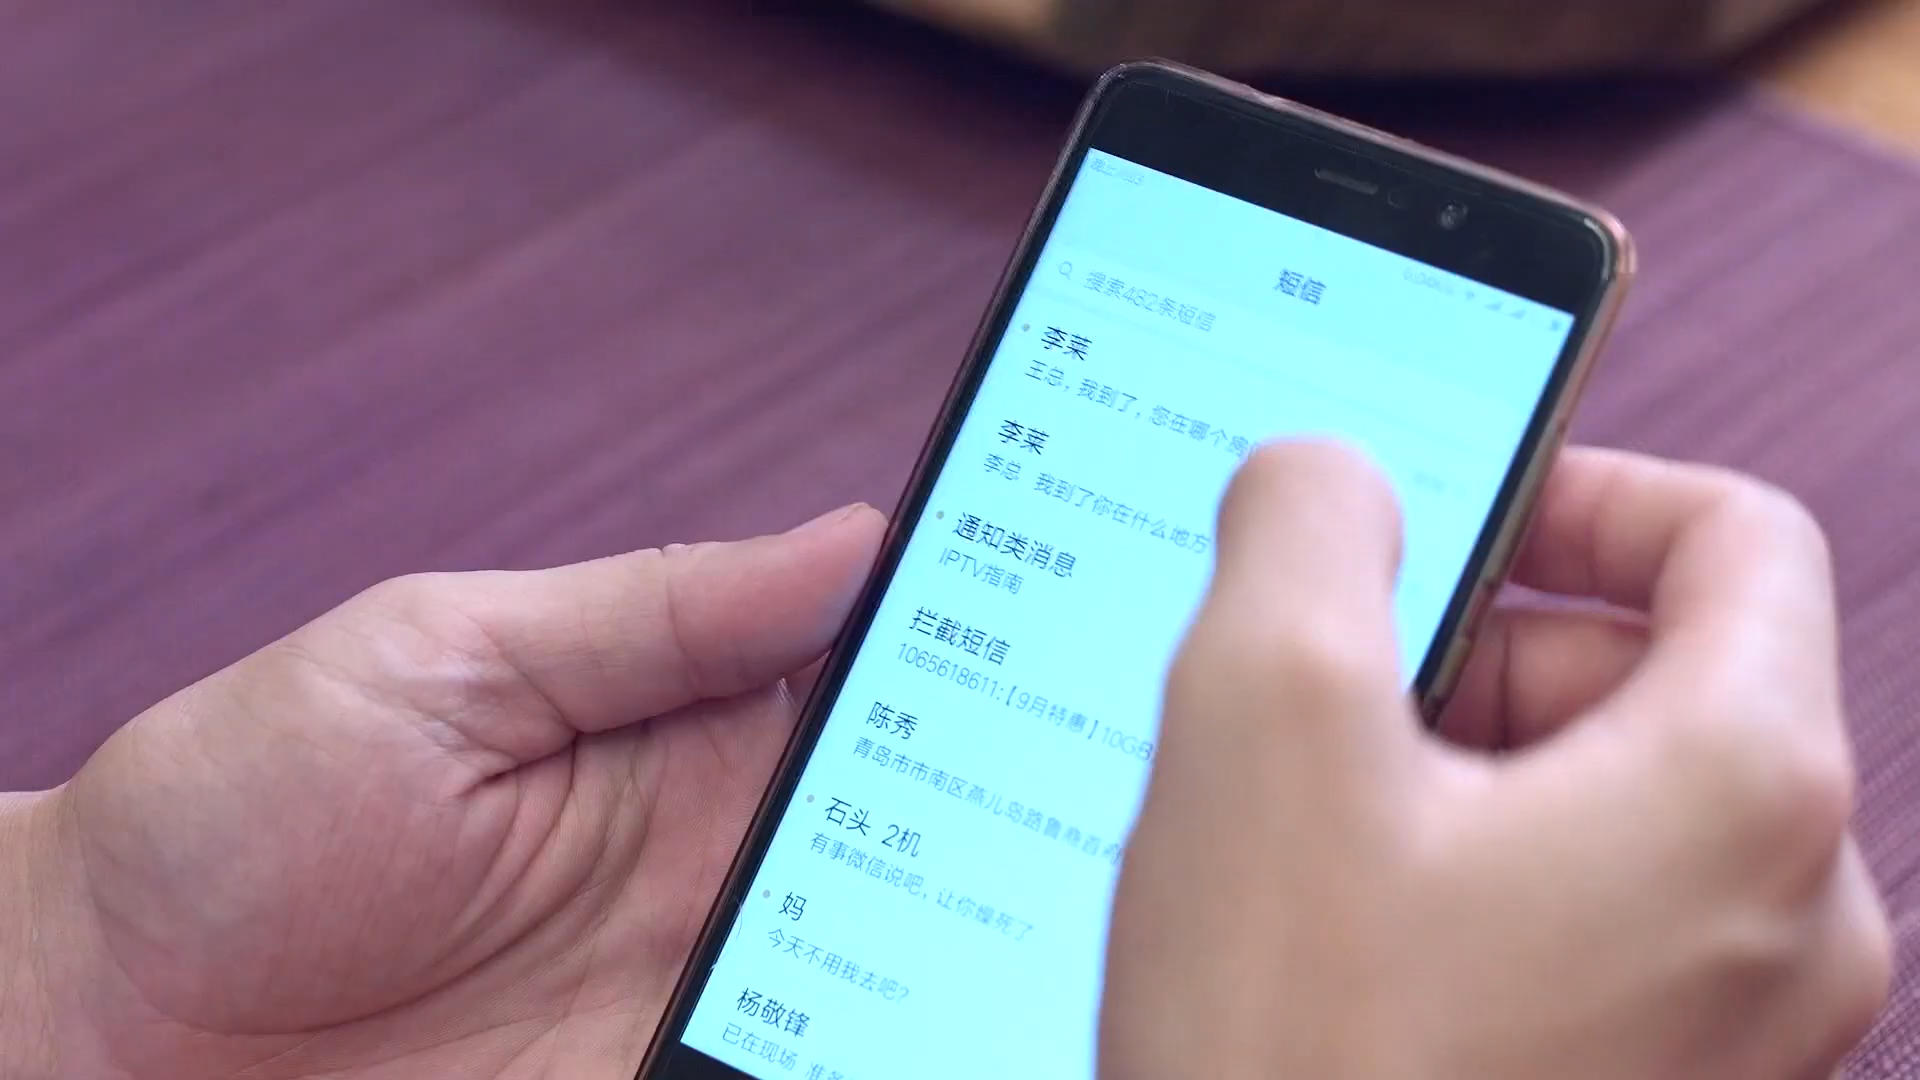 短信
搜索482条短信
李菜
王总，我到了，您在哪个房
李菜
李总 我到了你在什么地方
通知类消息
IPTV指南
拦截短信
1065618611:【9月特惠】10GB
陈秀
青岛市市南区燕儿岛路鲁
石头 2机
有事微信说吧，让你燥死了
妈
今天不用我去吧?
杨敬锋
已在现场 准备